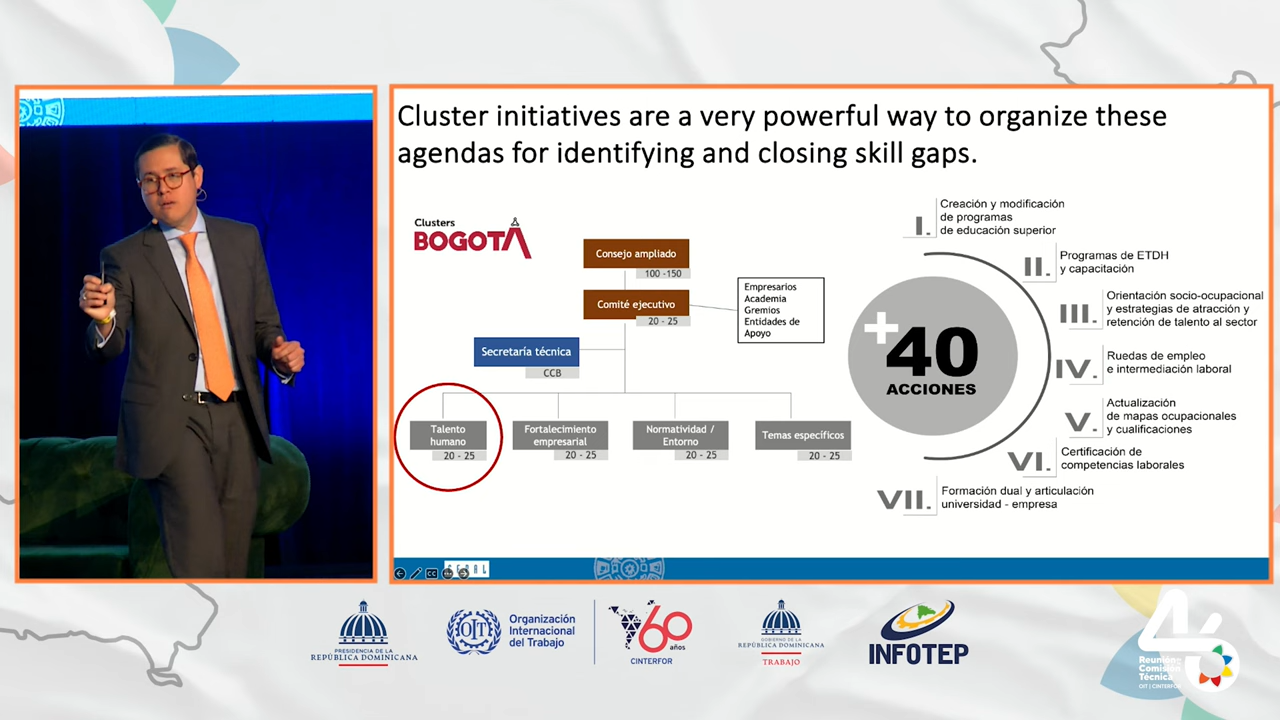 Cluster initiatives are a very powerful way to organize these
agendas for identifying and closing skill gaps.
Clusters
BOGOTÁ
Consejo ampliado
100 -150
Comité ejecutivo
20 - 25
Empresarios
Academia
Gremios
Entidades de
Apoyo
Secretaría técnica
CCB
Talento
humano
20 - 25
Fortalecimiento
empresarial
20 - 25
Normatividad /
Entorno
20 - 25
Temas específicos
20 - 25
+40
ACCIONES
I.
Creación y modificación
de programas
de educación superior
II.
Programas de ETDH
y capacitación
III.
Orientación socio-ocupacional
y estrategias de atracción y
retención de talento al sector
IV.
Ruedas de empleo
e intermediación laboral
V.
Actualización
de mapas ocupacionales
y cualificaciones
VI.
Certificación de
competencias laborales
VII.
Formación dual y articulación
universidad - empresa
CC
PRESIDENCIA DE LA
REPÚBLICA DOMINICANA
OIT
Organización
Internacional
del Trabajo
60
años
CINTERFOR
GOBIERNO DE LA
REPÚBLICA DOMINICANA
TRABAJO
INFOTEP
46
Reunión
Comisión
Técnica
OIT | CINTERFOR